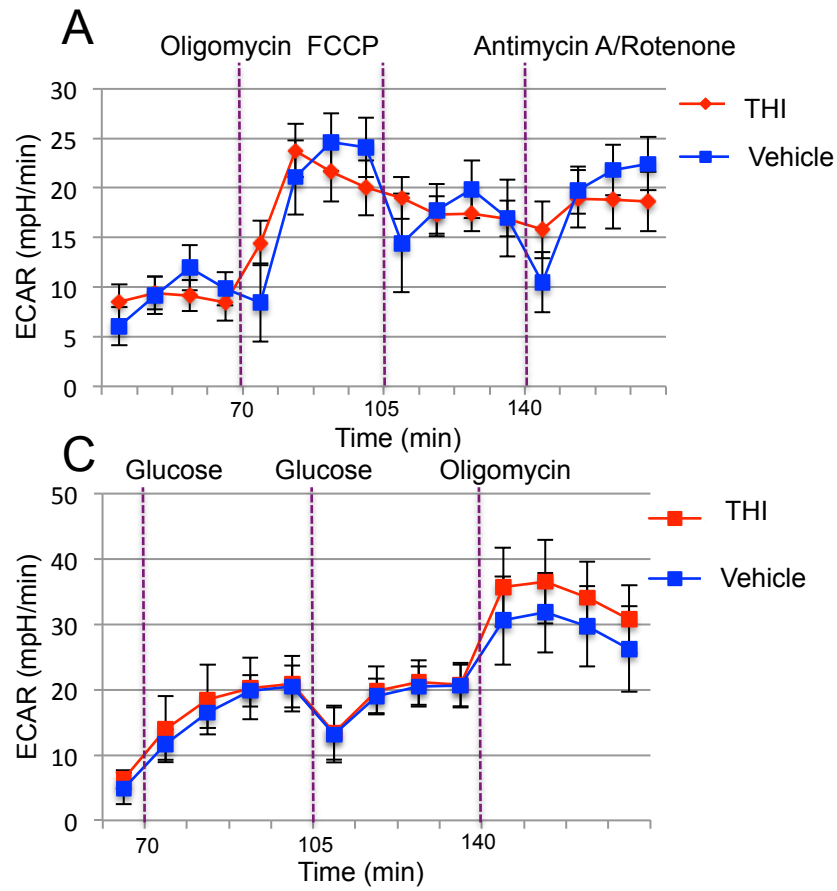 A
Oligomycin FCCP Antimycin A/Rotenone
30
25
20
15
10
5
0
ECAR (mpH/min)
70 105 140
Time (min)
THI
Vehicle
C
Glucose Glucose Oligomycin
50
40
30
20
10
0
ECAR (mpH/min)
70 105 140
Time (min)
THI
Vehicle